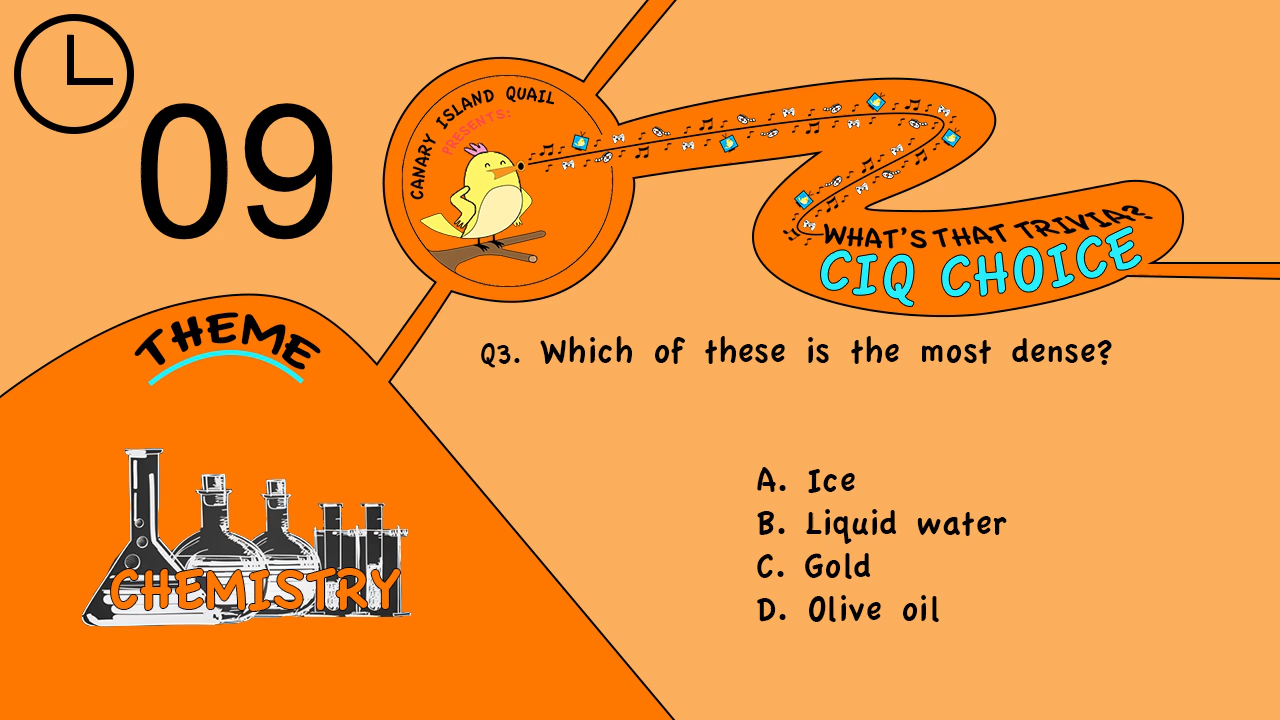 09
CANARY ISLAND QUAIL
PRESENTS:
WHAT'S THAT TRIVIA?
CIQ CHOICE
THEME
CHEMISTRY
Q3. Which of these is the most dense?
A. Ice
B. Liquid water
C. Gold
D. Olive oil